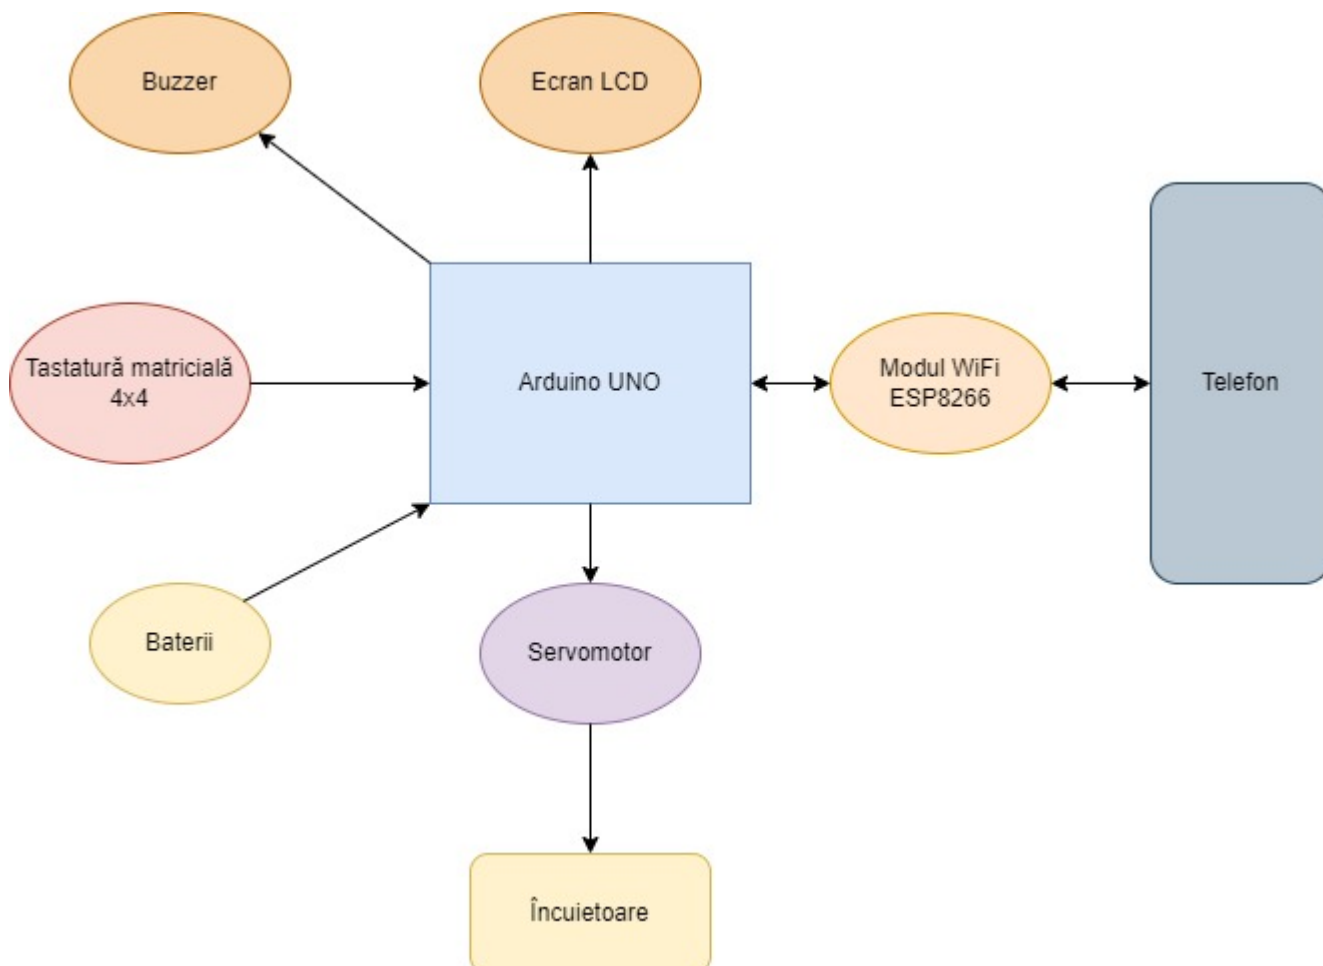 Buzzer
Ecran LCD
Tastatură matricială
4x4
Arduino UNO
Modul WiFi
ESP8266
Telefon
Baterii
Servomotor
Încuietoare